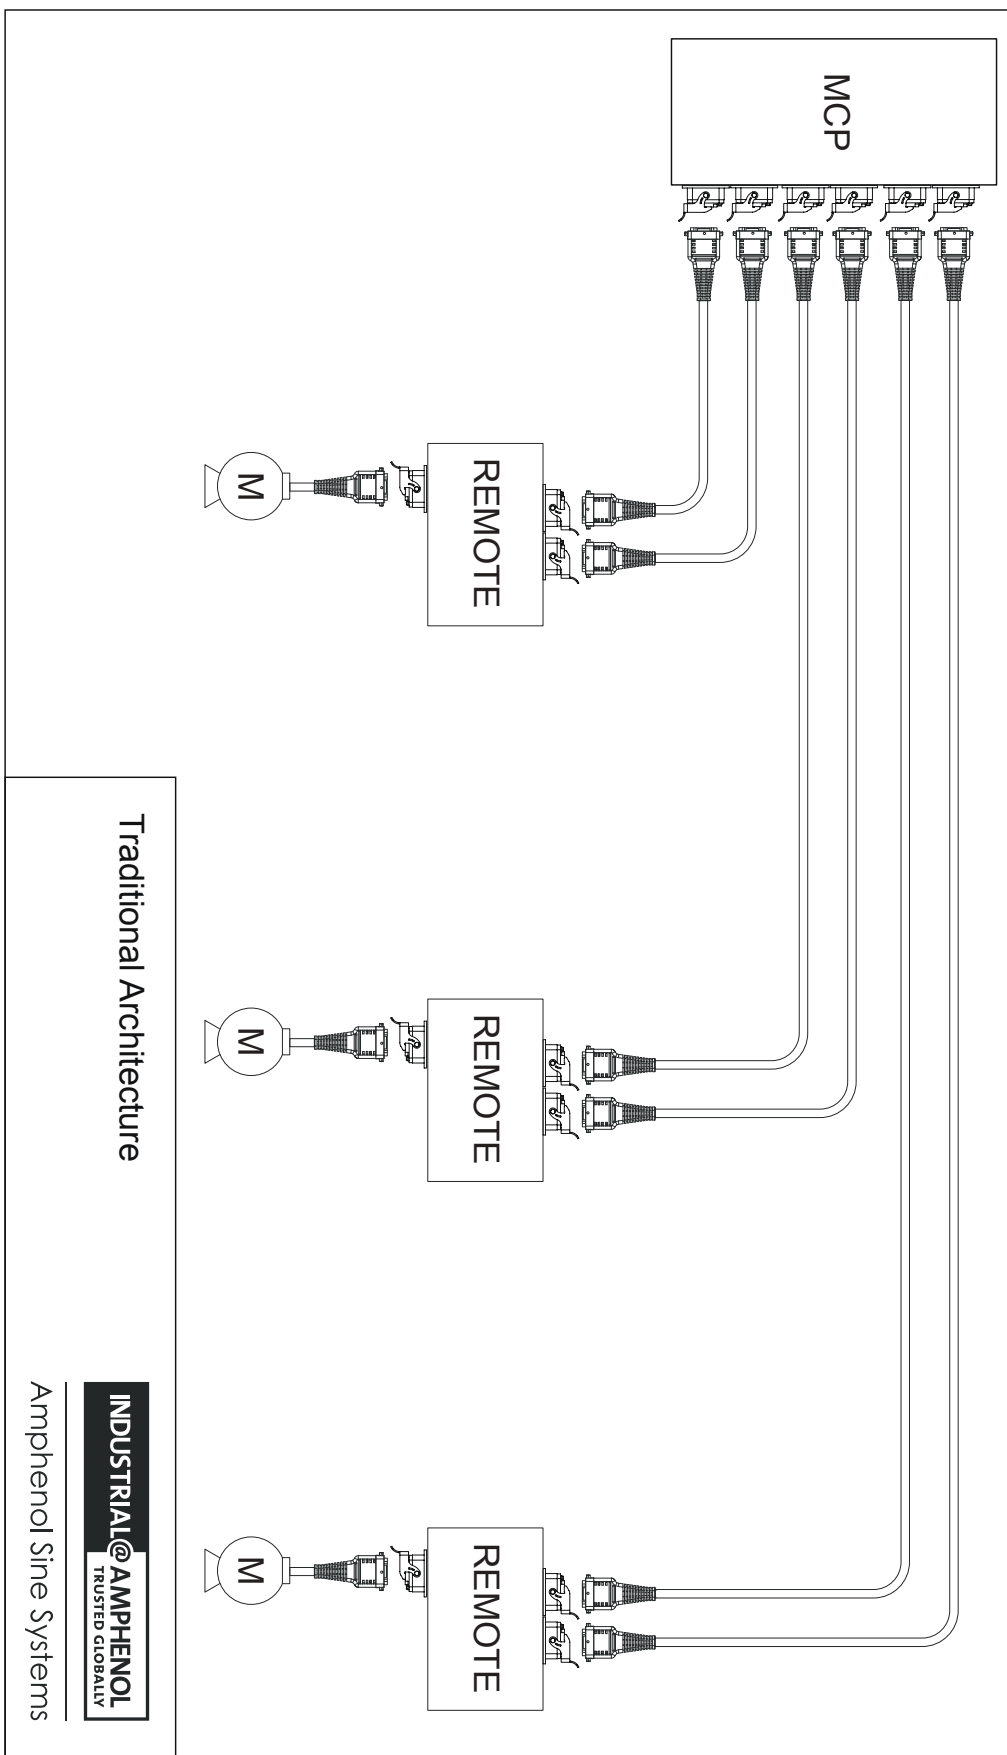 MCP
REMOTE
REMOTE
REMOTE
M
M
M
Traditional Architecture
INDUSTRIAL@AMPHENOL
TRUSTED GLOBALLY
Amphenol Sine Systems